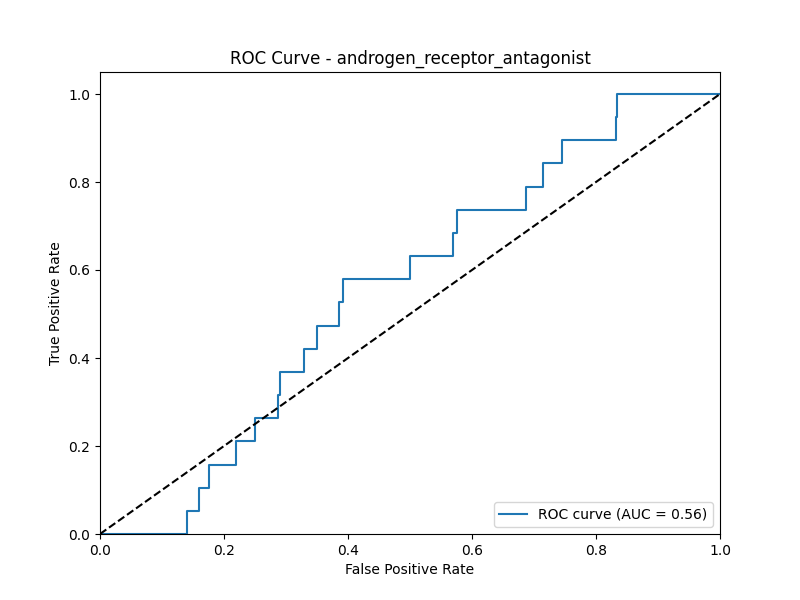 ROC Curve - androgen_receptor_antagonist
True Positive Rate
1.0
0.8
0.6
0.4
0.2
0.0
0.0 0.2 0.4 0.6 0.8 1.0
False Positive Rate
ROC curve (AUC = 0.56)